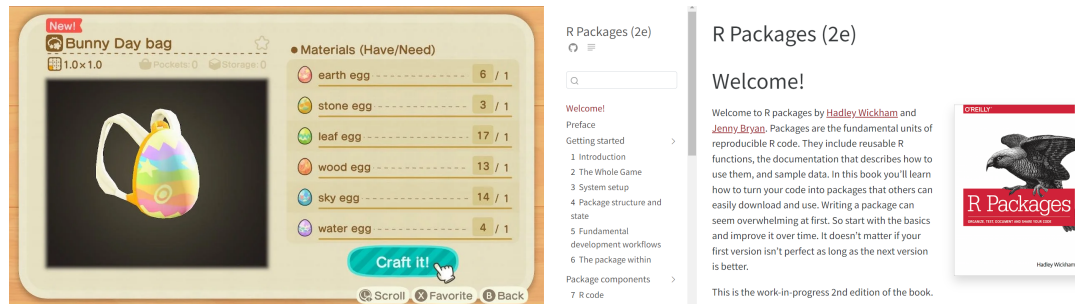 New!
Bunny Day bag
1.0×1.0
Pockets: 0
Storage: 0
Materials (Have/Need)
earth egg 6 / 1
stone egg 3 / 1
leaf egg 17 / 1
wood egg 13 / 1
sky egg 14 / 1
water egg 4 / 1
Craft it!
Scroll
X Favorite
B Back
R Packages (2e)
Welcome!
Preface
Getting started
1 Introduction
2 The Whole Game
3 System setup
4 Package structure and
state
5 Fundamental
development workflows
6 The package within
Package components
7 R code
R Packages (2e)
Welcome!
Welcome to R packages by Hadley Wickham and
Jenny Bryan. Packages are the fundamental units of
reproducible R code. They include reusable R
functions, the documentation that describes how to
use them, and sample data. In this book you'll learn
how to turn your code into packages that others can
easily download and use. Writing a package can
seem overwhelming at first. So start with the basics
and improve it over time. It doesn't matter if your
first version isn't perfect as long as the next version
is better.
This is the work-in-progress 2nd edition of the book.
O'REILLY
R Packages
ORGANIZE, TEST, DOCUMENT AND SHARE YOUR CODE
Hadley Wickham